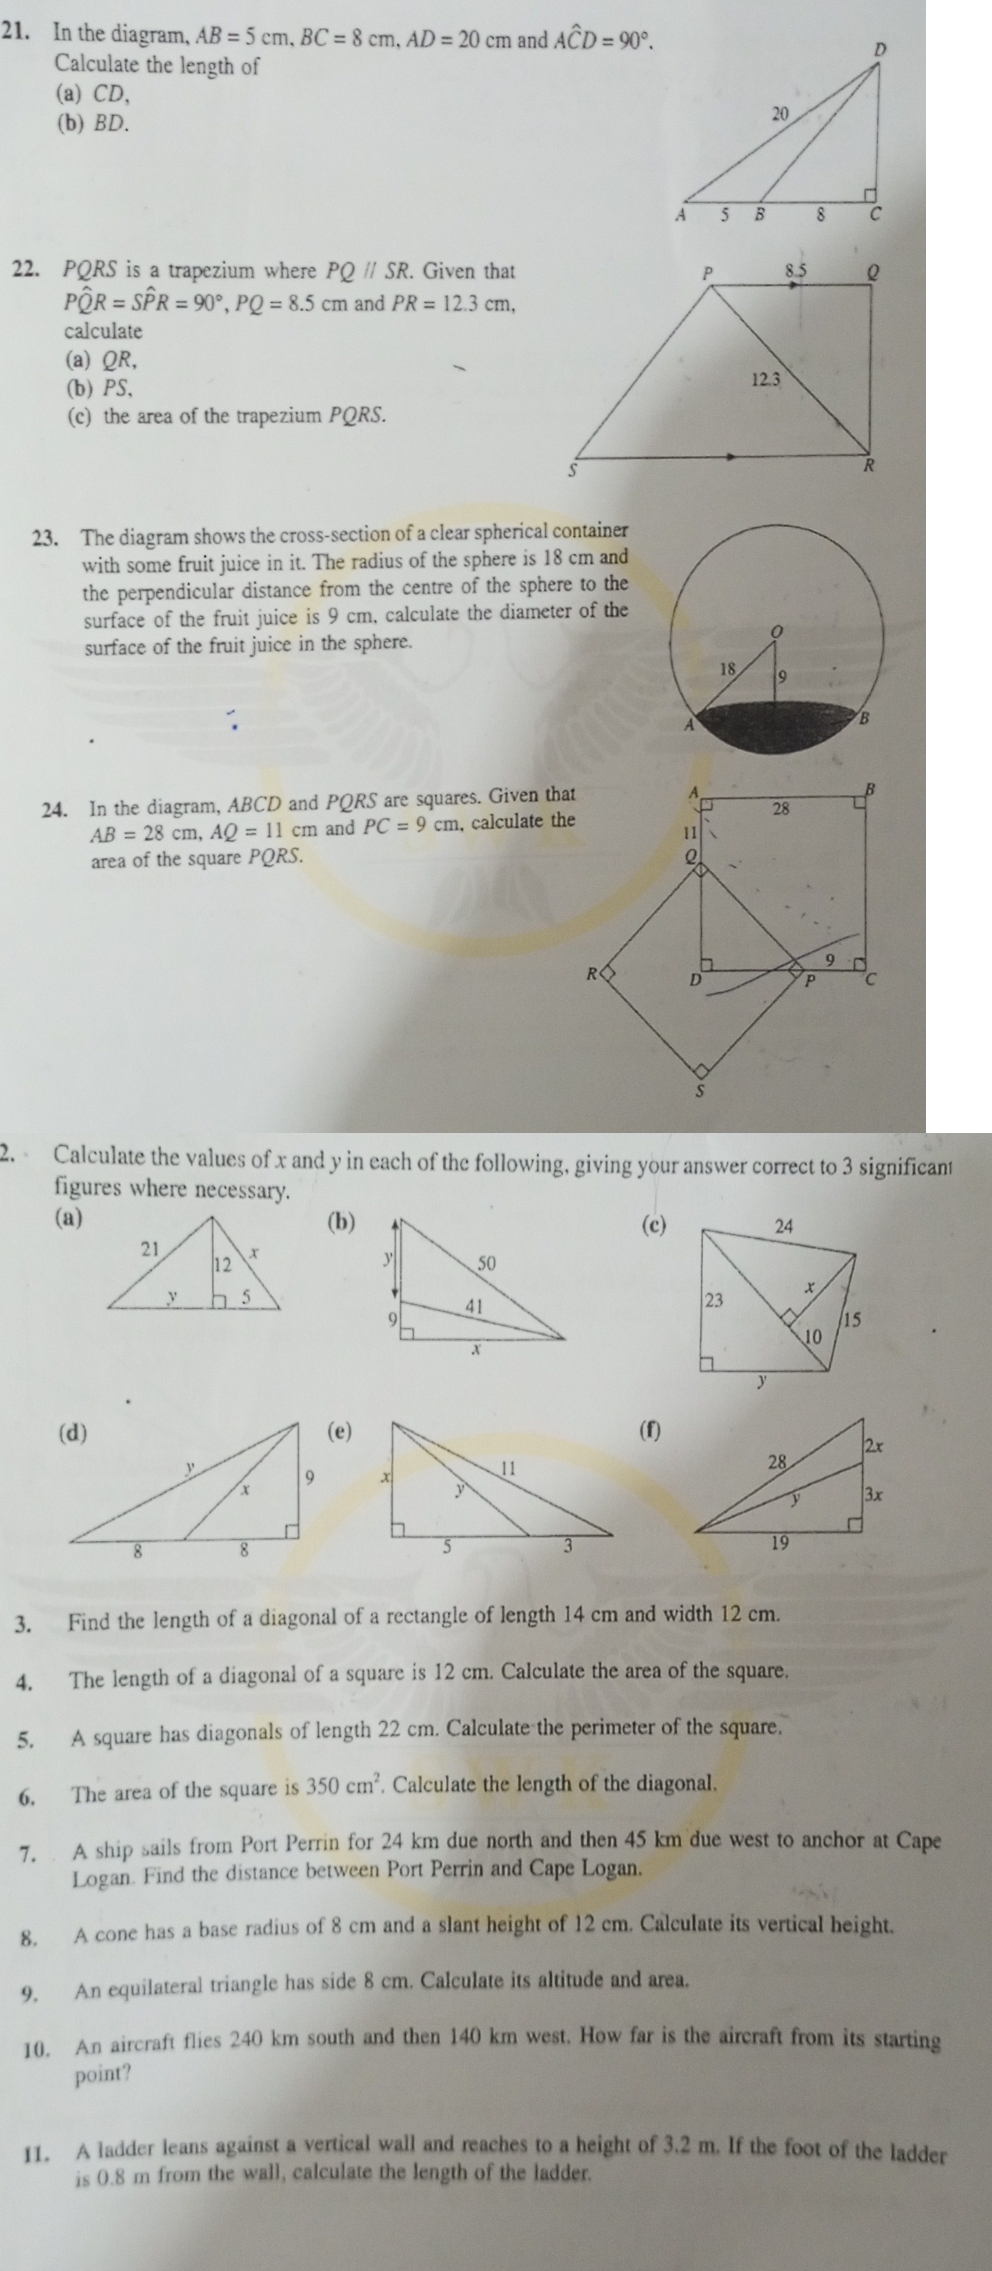 21. In the diagram, AB = 5 cm, BC = 8 cm, AD = 20 cm and AĈD = 90°.
Calculate the length of
(a) CD,
(b) BD.
D
20
A 5 B 8 C
22. PQRS is a trapezium where PQ // SR. Given that
PQ̂R = SP̂R = 90°, PQ = 8.5 cm and PR = 12.3 cm,
calculate
(a) QR,
(b) PS,
(c) the area of the trapezium PQRS.
P 8.5 Q
12.3
S R
23. The diagram shows the cross-section of a clear spherical container
with some fruit juice in it. The radius of the sphere is 18 cm and
the perpendicular distance from the centre of the sphere to the
surface of the fruit juice is 9 cm, calculate the diameter of the
surface of the fruit juice in the sphere.
O
18 9
A B
24. In the diagram, ABCD and PQRS are squares. Given that
AB = 28 cm, AQ = 11 cm and PC = 9 cm, calculate the
area of the square PQRS.
A B
28
11
Q
9
R D P C
S
SWK
2. Calculate the values of x and y in each of the following, giving your answer correct to 3 significant
figures where necessary.
(a)
21 12 x
y 5
(b)
y 50
41
9
x
(c)
24
23 x
15
10
y
(d)
y x 9
8 8
(e)
x y 11
5 3
(f)
2x
28
y 3x
19
3. Find the length of a diagonal of a rectangle of length 14 cm and width 12 cm.
4. The length of a diagonal of a square is 12 cm. Calculate the area of the square.
5. A square has diagonals of length 22 cm. Calculate the perimeter of the square.
SWK
6. The area of the square is 350 cm². Calculate the length of the diagonal.
7. A ship sails from Port Perrin for 24 km due north and then 45 km due west to anchor at Cape
Logan. Find the distance between Port Perrin and Cape Logan.
8. A cone has a base radius of 8 cm and a slant height of 12 cm. Calculate its vertical height.
9. An equilateral triangle has side 8 cm. Calculate its altitude and area.
10. An aircraft flies 240 km south and then 140 km west. How far is the aircraft from its starting
point?
11. A ladder leans against a vertical wall and reaches to a height of 3.2 m. If the foot of the ladder
is 0.8 m from the wall, calculate the length of the ladder.